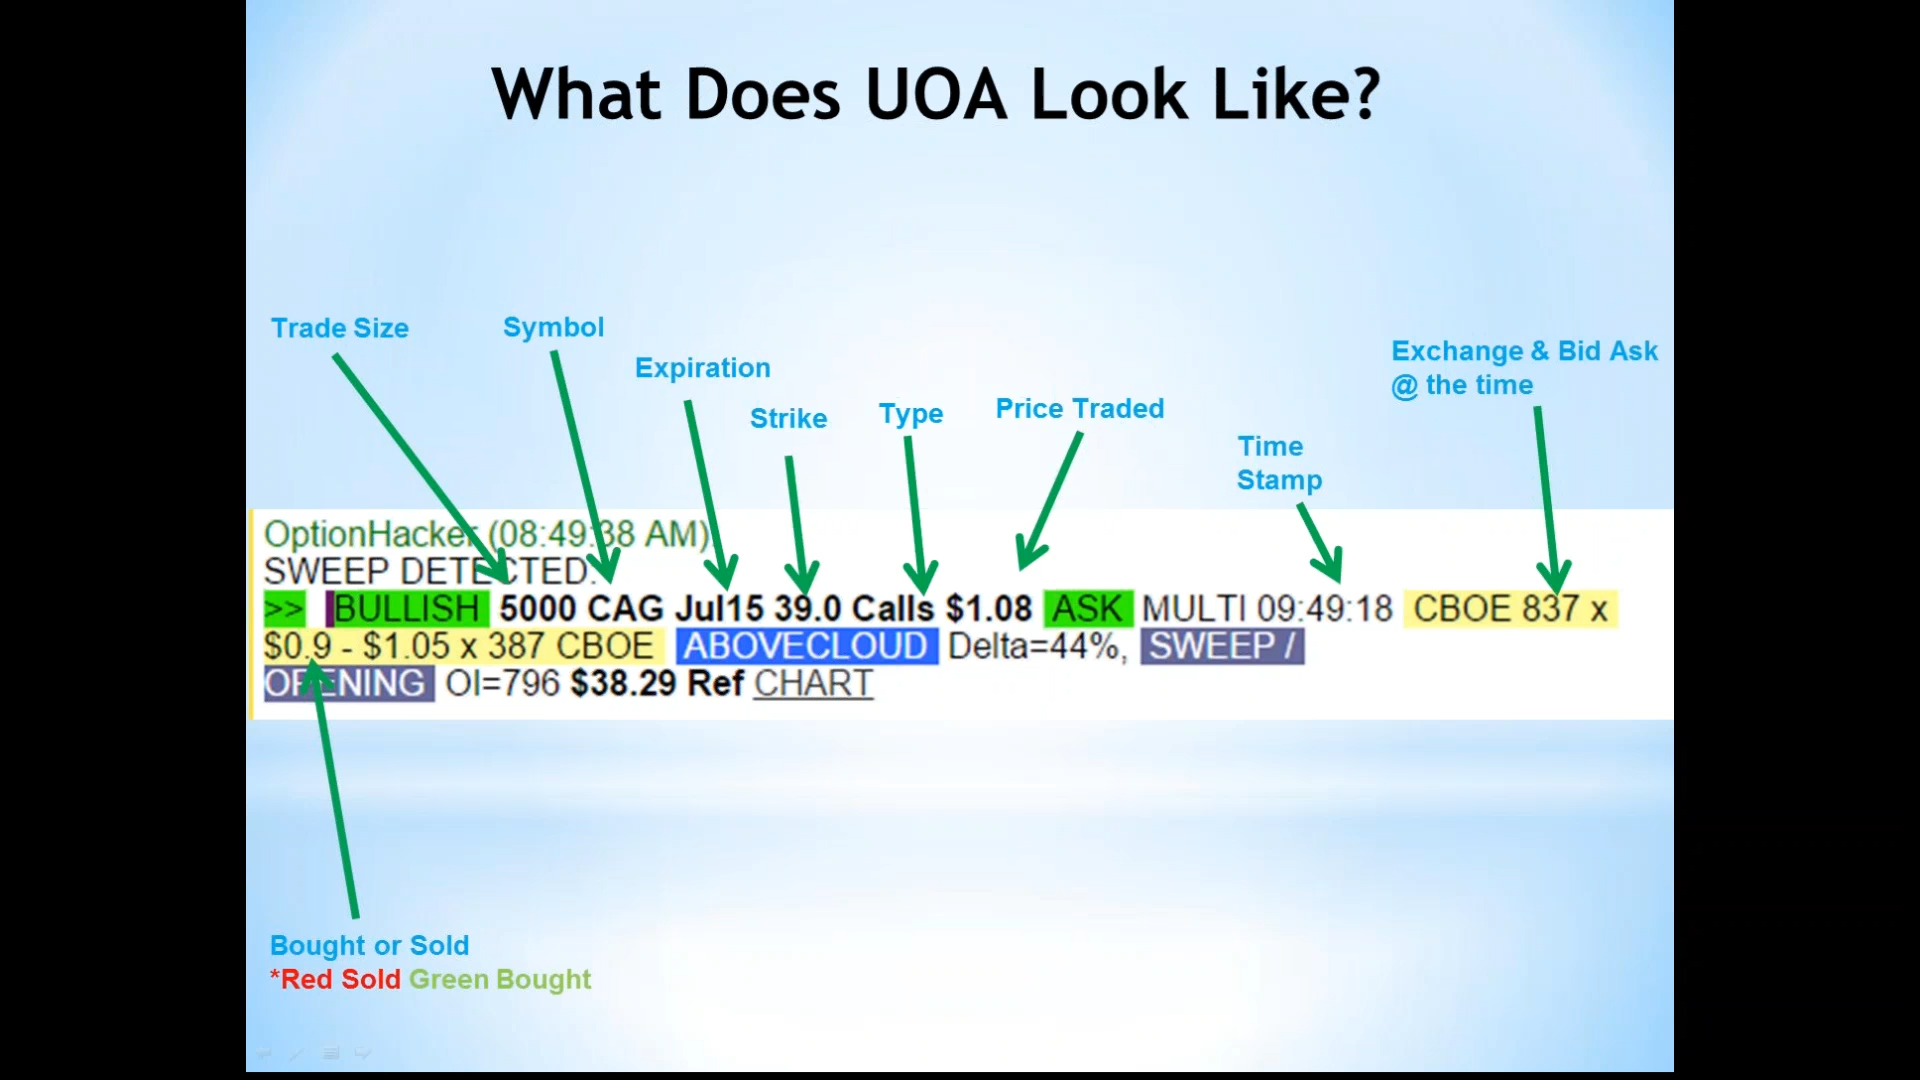 What Does UOA Look Like?
Trade Size
Symbol
Expiration
Strike
Type
Price Traded
Time
Stamp
Exchange & Bid Ask
@ the time
OptionHacker (08:49:38 AM)
SWEEP DETECTED:
>> BULLISH 5000 CAG Jul15 39.0 Calls $1.08 ASK MULTI 09:49:18 CBOE 837 x
$0.9 - $1.05 x 387 CBOE ABOVECLOUD Delta=44%, SWEEP /
OPENING OI=796 $38.29 Ref CHART
Bought or Sold
*Red Sold Green Bought